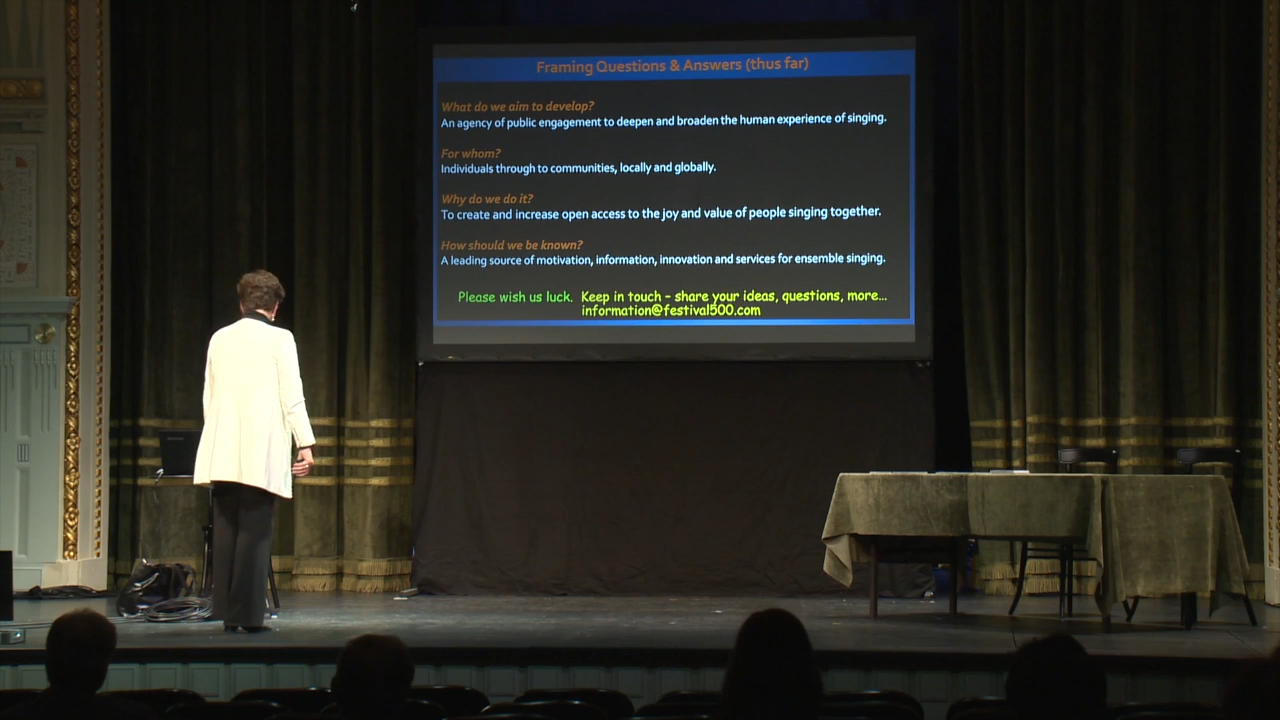 Framing Questions & Answers (thus far)
What do we aim to develop?
An agency of public engagement to deepen and broaden the human experience of singing.
For whom?
Individuals through to communities, locally and globally.
Why do we do it?
To create and increase open access to the joy and value of people singing together.
How should we be known?
A leading source of motivation, information, innovation and services for ensemble singing.
Please wish us luck. Keep in touch – share your ideas, questions, more...
information@festival500.com